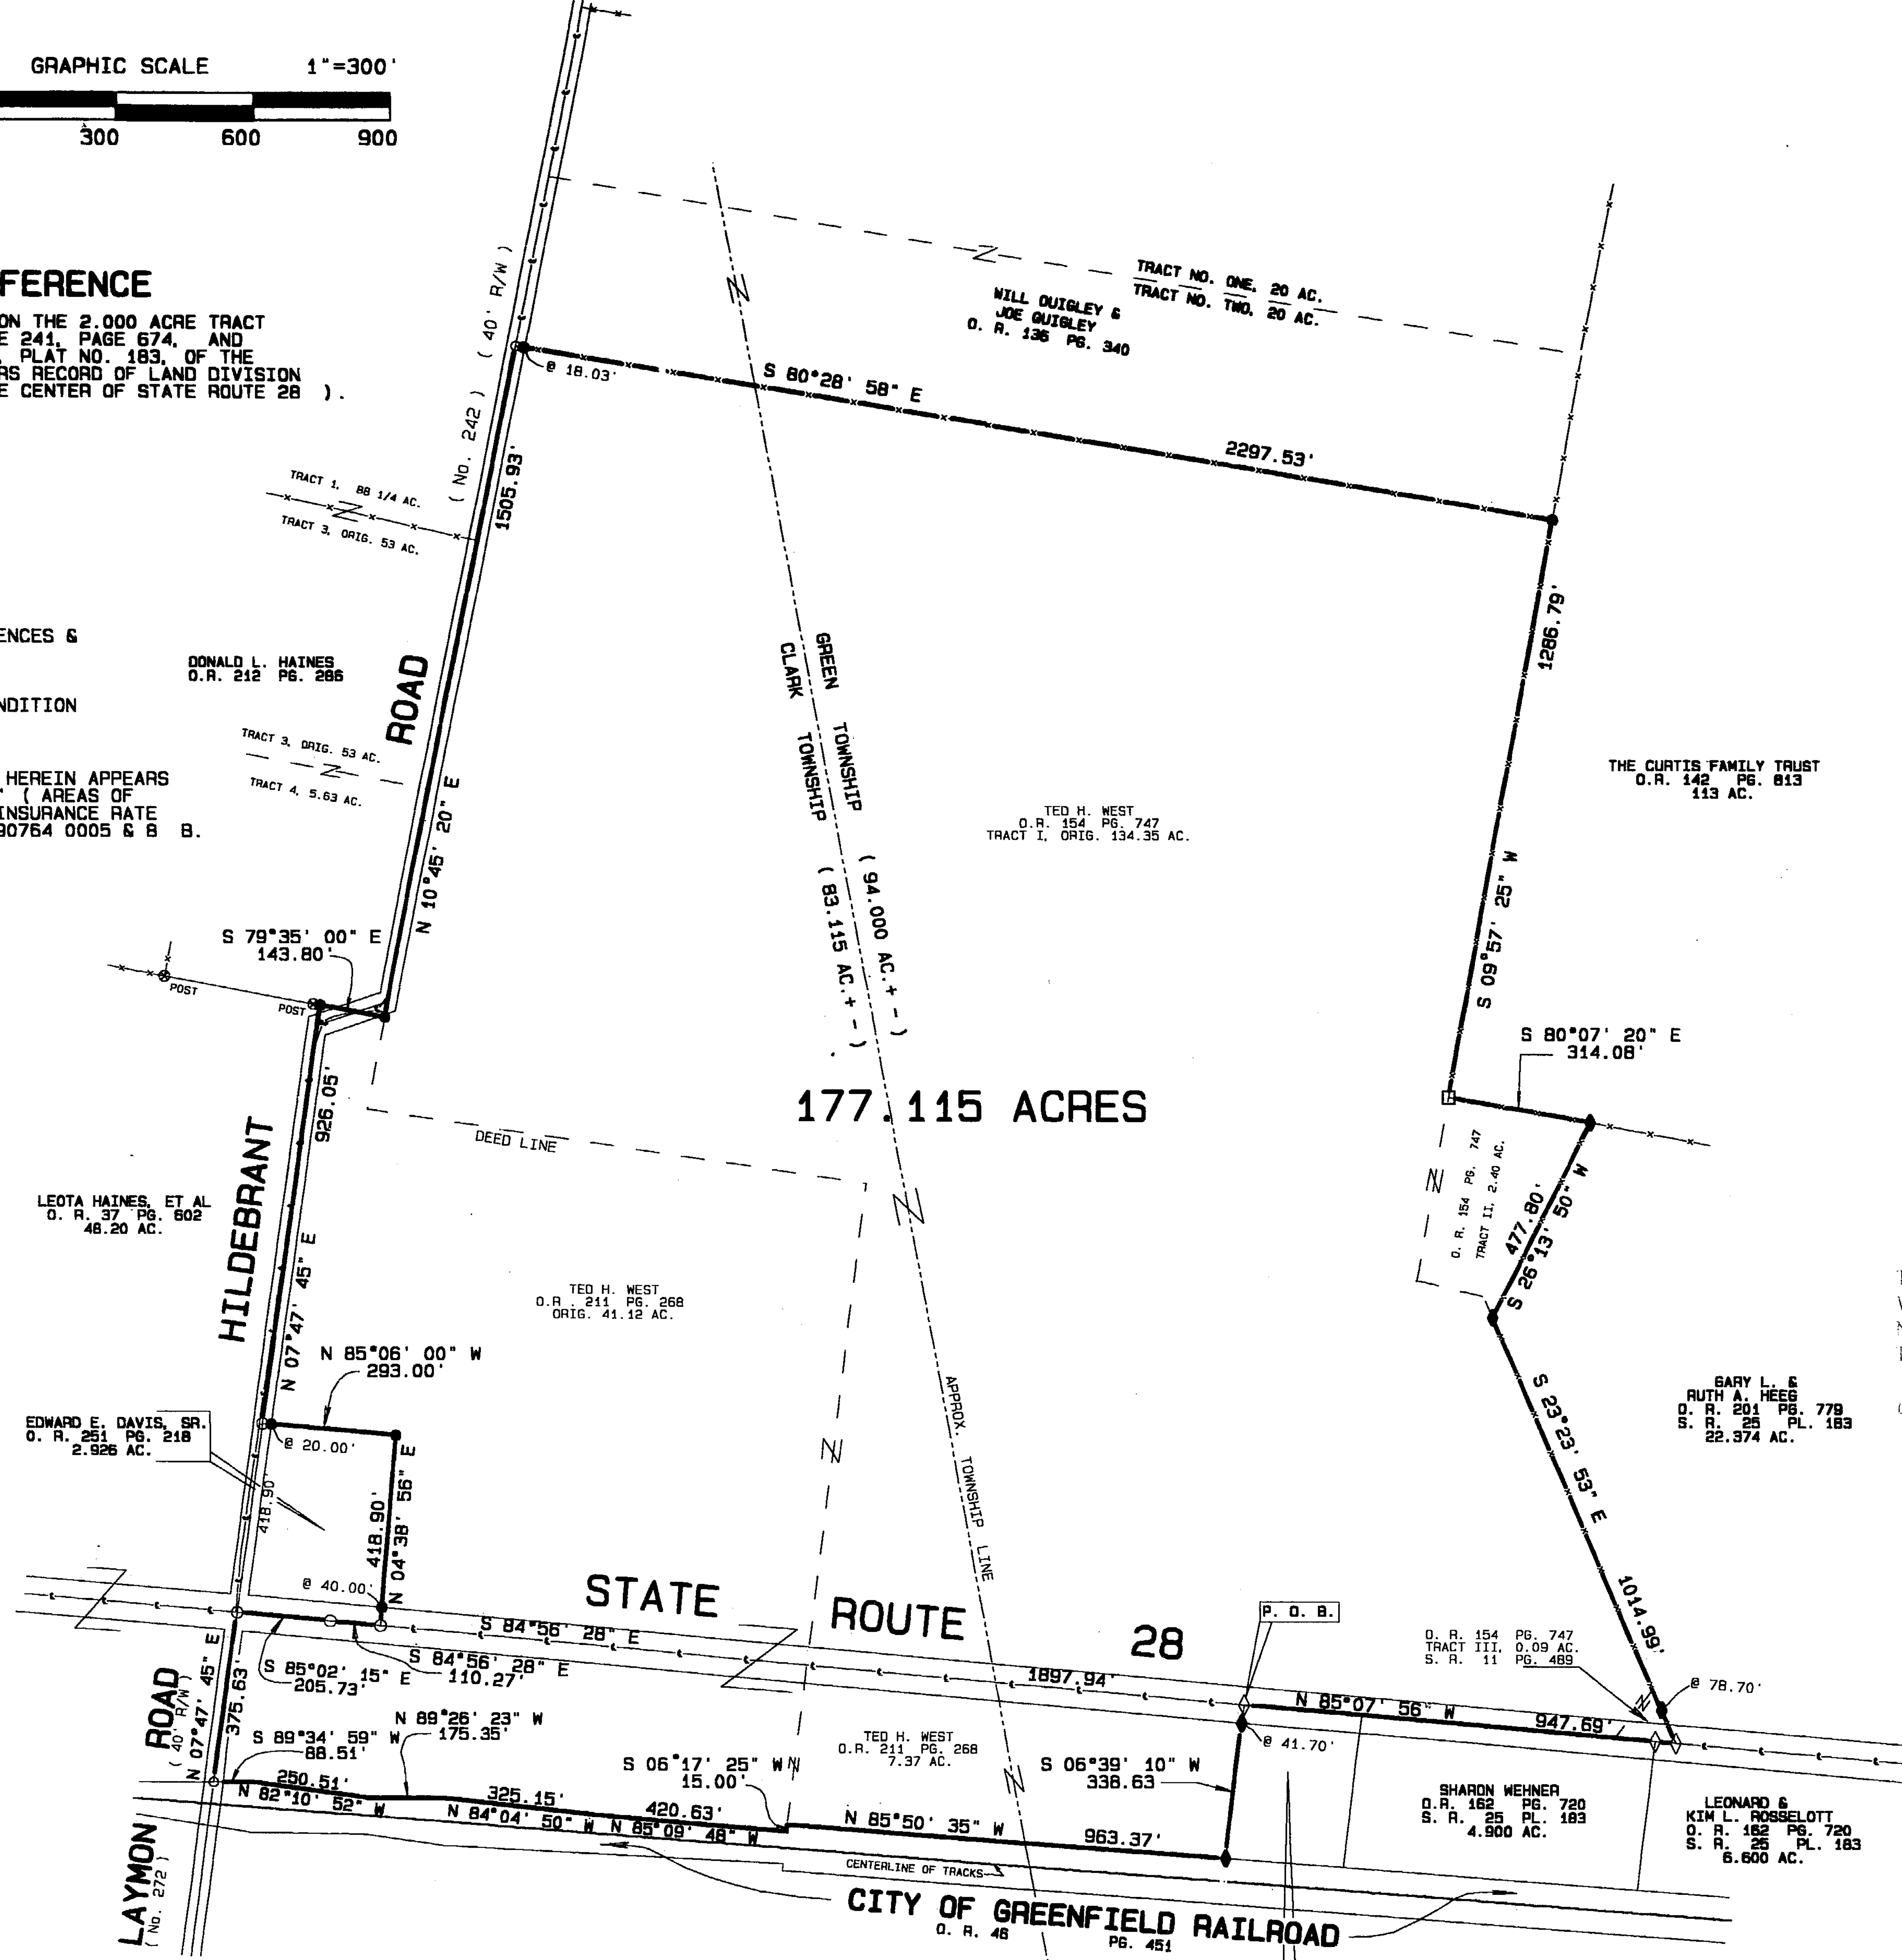 GRAPHIC SCALE 1"=300'
300 600 900
FERENCE
ON THE 2.000 ACRE TRACT
E 241, PAGE 674, AND
PLAT NO. 183, OF THE
RS RECORD OF LAND DIVISION
E CENTER OF STATE ROUTE 28 ).
ENCES &
NDITION
HEREIN APPEARS
" ( AREAS OF
INSURANCE RATE
90764 0005 & 8 B.
( 40' R/W )
( No. 242 )
@ 18.03'
S 80°28' 58" E
2297.53'
TRACT NO. ONE, 20 AC.
TRACT NO. TWO, 20 AC.
WILL QUIGLEY &
JOE QUIGLEY
O. R. 136 PG. 340
TRACT 1, 88 1/4 AC.
TRACT 3, ORIG. 53 AC.
1505.93'
DONALD L. HAINES
O.R. 212 PG. 286
ROAD
TRACT 3, ORIG. 53 AC.
TRACT 4, 5.63 AC.
N 10°45' 20" E
GREEN TOWNSHIP ( 94.000 AC.+ - )
CLARK TOWNSHIP ( 83.115 AC.+ - )
TED H. WEST
O.R. 154 PG. 747
TRACT I, ORIG. 134.35 AC.
1286.79'
S 09°57' 25" W
THE CURTIS FAMILY TRUST
O.R. 142 PG. 813
113 AC.
S 79°35' 00" E
143.80'
POST
POST
S 80°07' 20" E
314.08'
177.115 ACRES
926.05'
DEED LINE
HILDEBRANT
LEOTA HAINES, ET AL
O. R. 37 PG. 602
46.20 AC.
N 07°47' 45" E
O. R. 154 PG. 747
TRACT II, 2.40 AC.
477.80'
S 26°13' 50" W
TED H. WEST
O.R . 211 PG. 268
ORIG. 41.12 AC.
N 85°06' 00" W
293.00'
EDWARD E. DAVIS, SR.
O. R. 251 PG. 218
2.926 AC.
@ 20.00'
418.90'
418.90'
N 04°38' 56" E
APPROX. TOWNSHIP LINE
S 23°23' 53" E
1014.99'
GARY L. &
RUTH A. HEEG
O. R. 201 PG. 779
S. R. 25 PL. 183
22.374 AC.
@ 40.00'
STATE ROUTE 28
P. O. B.
O. R. 154 PG. 747
TRACT III, 0.09 AC.
S. R. 11 PG. 489
@ 78.70'
S 84°56' 28" E
1897.94'
S 85°02' 15" E
205.73'
S 84°56' 28" E
110.27'
N 85°07' 56" W
947.69'
N 07°47' 45" E
375.63'
ROAD
( 40' R/W )
S 89°34' 59" W
88.51'
N 89°26' 23" W
175.35'
250.51'
N 82°10' 52" W
325.15'
N 84°04' 50" W
420.63'
N 85°09' 48" W
S 06°17' 25" W
15.00'
TED H. WEST
O.R. 211 PG. 268
7.37 AC.
S 06°39' 10" W
338.63
@ 41.70'
N 85°50' 35" W
963.37'
SHARON WEHNER
O.R. 162 PG. 720
S. R. 25 PL. 183
4.900 AC.
LEONARD &
KIM L. ROSSELOTT
O. R. 162 PG. 720
S. R. 25 PL. 183
6.600 AC.
CENTERLINE OF TRACKS
LAYMON
( No. 272 )
CITY OF GREENFIELD RAILROAD
O. R. 46 PG. 451